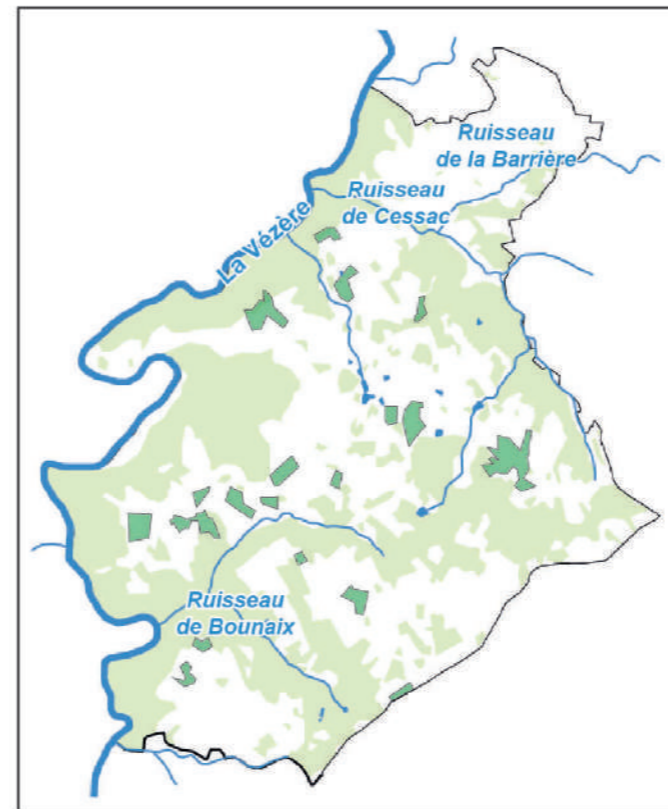 Ruisseau
de la Barrière
Ruisseau
de Cessac
La Vézère
Ruisseau
de Bounaix